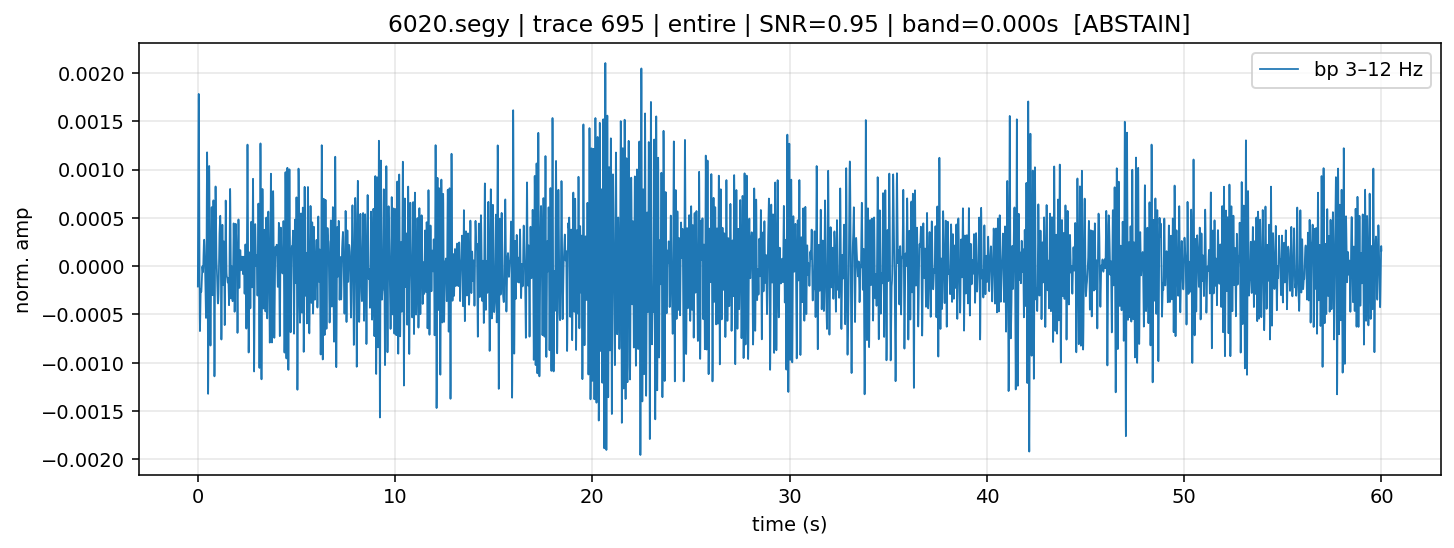 6020.segy | trace 695 | entire | SNR=0.95 | band=0.000s  [ABSTAIN]
bp 3–12 Hz
norm. amp
0.0020
0.0015
0.0010
0.0005
0.0000
−0.0005
−0.0010
−0.0015
−0.0020
0 10 20 30 40 50 60
time (s)